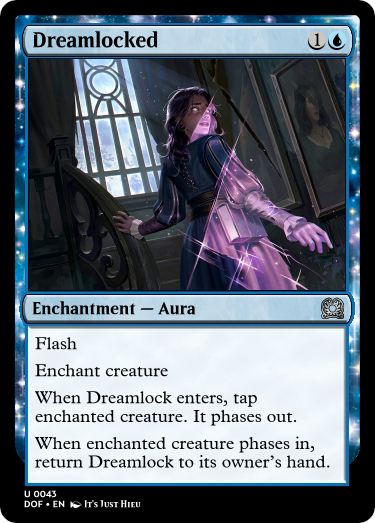 Dreamlocked 1
Enchantment — Aura
Flash
Enchant creature
When Dreamlock enters, tap
enchanted creature. It phases out.
When enchanted creature phases in,
return Dreamlock to its owner's hand.
U 0043
DOF • EN It's Just Hieu